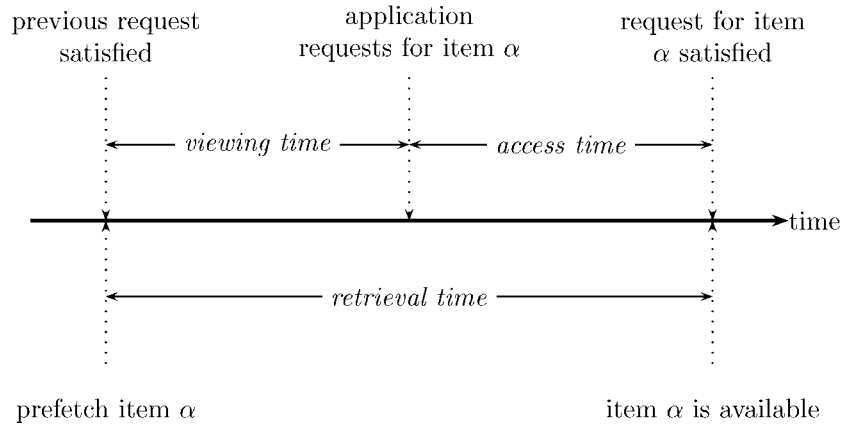 previous request
satisfied
application
requests for item α
request for item
α satisfied
viewing time
access time
time
retrieval time
prefetch item α
item α is available